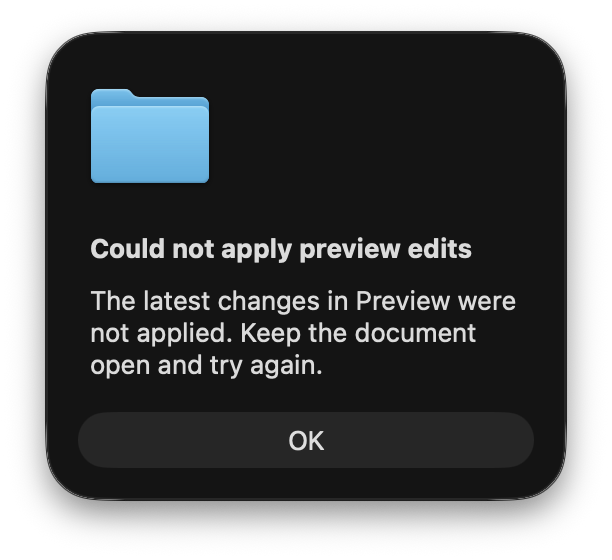 Could not apply preview edits
The latest changes in Preview were
not applied. Keep the document
open and try again.
OK